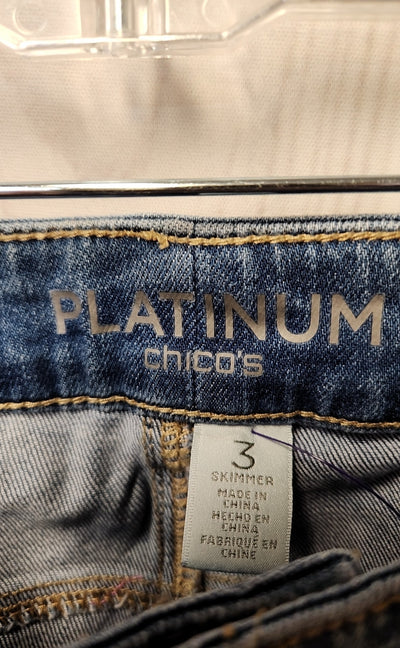 PLATINUM
chico's
3
SKIMMER
MADE IN
CHINA
HECHO EN
CHINA
FABRIQUÉ EN
CHINE